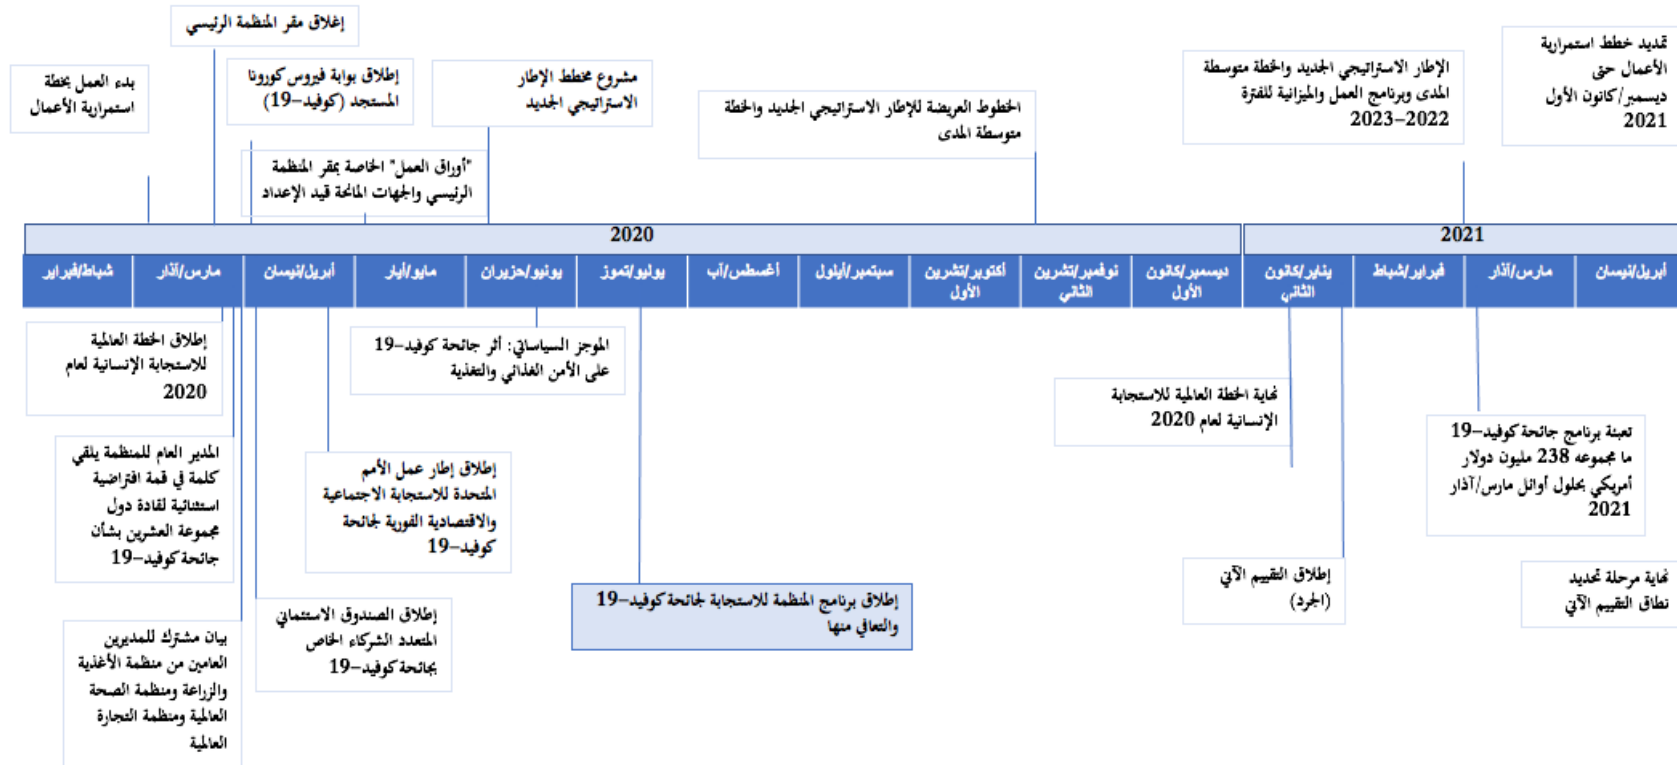 إغلاق مقر المنظمة الرئيسي
بدء العمل بخطة
استمرارية الأعمال
إطلاق بوابة فيروس كورونا
المستجد (كوفيد-19)
"أوراق العمل" الخاصة بمقر المنظمة
الرئيسي والجهات المانحة قيد الإعداد
مشروع مخطط الإطار
الاستراتيجي الجديد
الخطوط العريضة للإطار الاستراتيجي الجديد والخطة
متوسطة المدى
الإطار الاستراتيجي الجديد والخطة متوسطة
المدى وبرنامج العمل والميزانية للفترة
2022-2023
تمديد خطط استمرارية
الأعمال حتى
ديسمبر/كانون الأول
2021
2020
2021
شباط/فبراير
مارس/آذار
أبريل/نيسان
مايو/أيار
يونيو/حزيران
يوليو/تموز
أغسطس/آب
سبتمبر/أيلول
أكتوبر/تشرين
الأول
نوفمبر/تشرين
الثاني
ديسمبر/كانون
الأول
يناير/كانون
الثاني
فبراير/شباط
مارس/آذار
أبريل/نيسان
إطلاق الخطة العالمية
للاستجابة الإنسانية لعام
2020
المدير العام للمنظمة يلقي
كلمة في قمة افتراضية
استثنائية لقادة دول
مجموعة العشرين بشأن
جائحة كوفيد-19
بيان مشترك للمديرين
العامين من منظمة الأغذية
والزراعة ومنظمة الصحة
العالمية ومنظمة التجارة
العالمية
إطلاق الصندوق الاستئماني
المتعدد الشركاء الخاص
بجائحة كوفيد-19
إطلاق إطار عمل الأمم
المتحدة للاستجابة الاجتماعية
والاقتصادية الفورية لجائحة
كوفيد-19
الموجز السياساتي: أثر جائحة كوفيد-19
على الأمن الغذائي والتغذية
إطلاق برنامج المنظمة للاستجابة لجائحة كوفيد-19
والتعافي منها
نهاية الخطة العالمية للاستجابة
الإنسانية لعام 2020
إطلاق التقييم الآني
(الجرد)
تعبئة برنامج جائحة كوفيد-19
ما مجموعه 238 مليون دولار
أمريكي بحلول أوائل مارس/آذار
2021
نهاية مرحلة تحديد
نطاق التقييم الآني